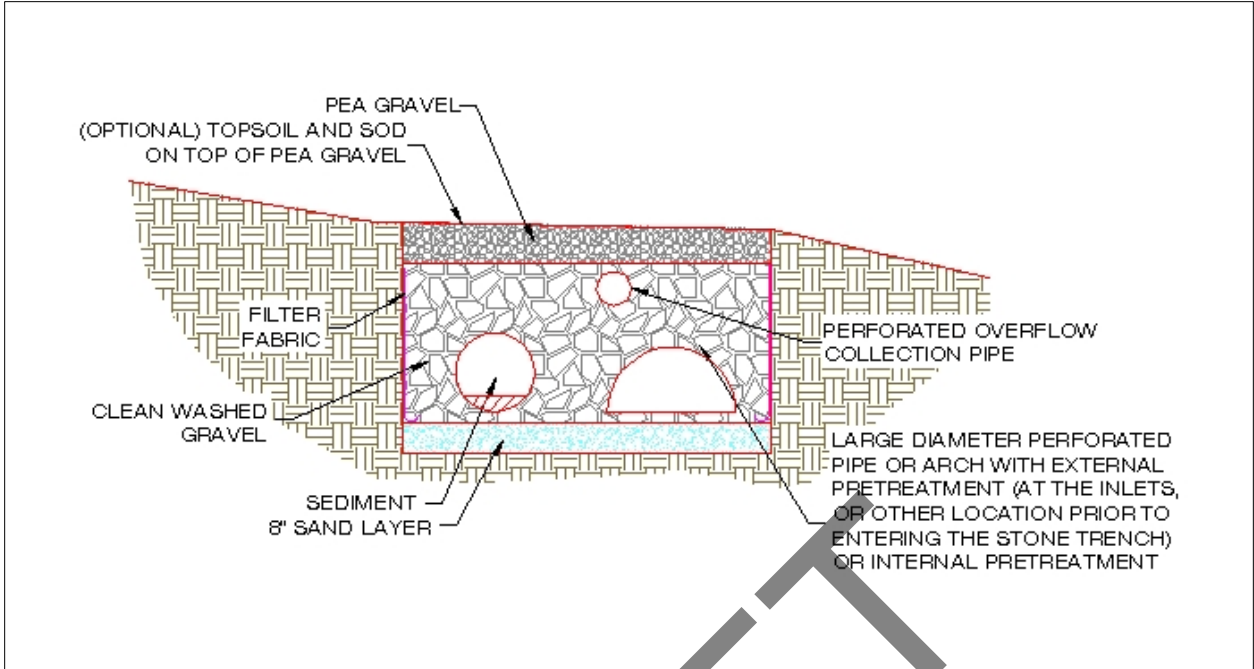 PEA GRAVEL
(OPTIONAL) TOPSOIL AND SOD
ON TOP OF PEA GRAVEL
FILTER
FABRIC
CLEAN WASHED
GRAVEL
SEDIMENT
8" SAND LAYER
PERFORATED OVERFLOW
COLLECTION PIPE
LARGE DIAMETER PERFORATED
PIPE OR ARCH WITH EXTERNAL
PRETREATMENT (AT THE INLETS,
OR OTHER LOCATION PRIOR TO
ENTERING THE STONE TRENCH)
OR INTERNAL PRETREATMENT